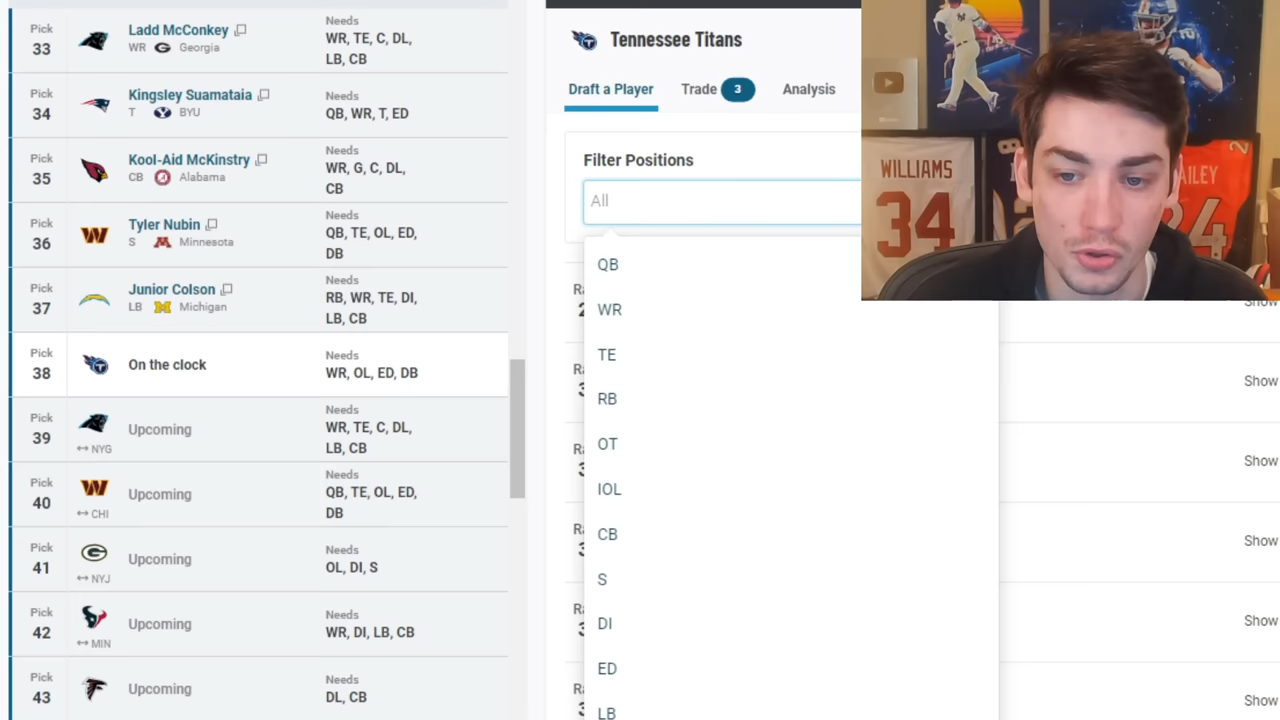 Pick
33
Ladd McConkey
WR Georgia
Needs
WR, TE, C, DL,
LB, CB
Pick
34
Kingsley Suamataia
T BYU
Needs
QB, WR, T, ED
Pick
35
Kool-Aid McKinstry
CB Alabama
Needs
WR, G, C, DL,
CB
Pick
36
Tyler Nubin
S Minnesota
Needs
QB, TE, OL, ED,
DB
Pick
37
Junior Colson
LB Michigan
Needs
RB, WR, TE, DI,
LB, CB
Pick
38
On the clock
Needs
WR, OL, ED, DB
Pick
39
↔ NYG
Upcoming
Needs
WR, TE, C, DL,
LB, CB
Pick
40
↔ CHI
Upcoming
Needs
QB, TE, OL, ED,
DB
Pick
41
↔ NYJ
Upcoming
Needs
OL, DI, S
Pick
42
↔ MIN
Upcoming
Needs
WR, DI, LB, CB
Pick
43
Upcoming
Needs
DL, CB
Tennessee Titans
Draft a Player
Trade 3
Analysis
Filter Positions
All
QB
WR
TE
RB
OT
IOL
CB
S
DI
ED
LB
Show
Show
Show
Show
Show
Show
WILLIAMS
34
AILEY
24
2